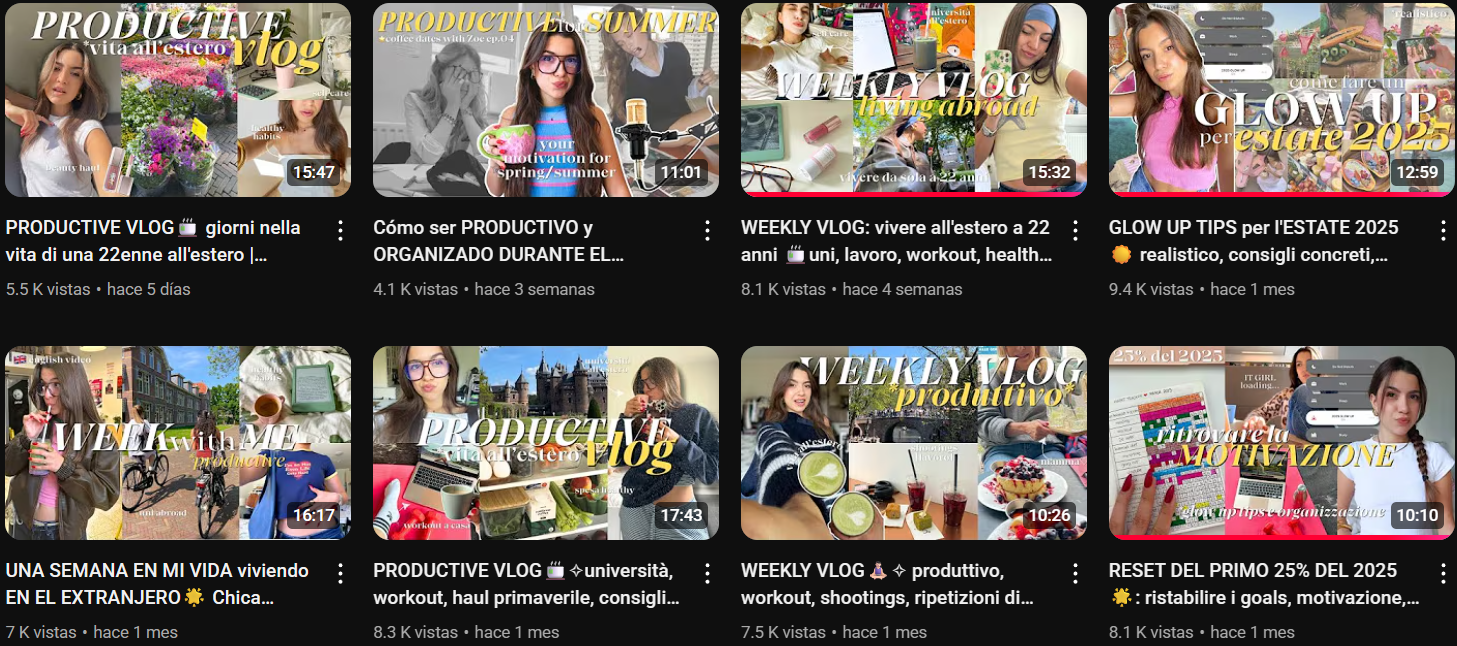 PRODUCTIVE
*vita all'estero vlog
self care
healthy
habits
beauty haul
15:47
PRODUCTIVE for SUMMER
*coffee dates with Zoe ep.04
your
motivation for
spring/summer
11:01
università
all'estero
self care
WEEKLY VLOG
living abroad
vivere da sola a 22 anni
15:32
realistico
come fare un
GLOW UP
per estate 2025
12:59
PRODUCTIVE VLOG☕ giorni nella
vita di una 22enne all'estero |...
5.5 K vistas • hace 5 días
Cómo ser PRODUCTIVO y
ORGANIZADO DURANTE EL...
4.1 K vistas • hace 3 semanas
WEEKLY VLOG: vivere all'estero a 22
anni ☕uni, lavoro, workout, health...
8.1 K vistas • hace 4 semanas
GLOW UP TIPS per l'ESTATE 2025
🌼 realistico, consigli concreti,...
9.4 K vistas • hace 1 mes
english video
healthy
habits
WEEK with ME
*productive
uni abroad
16:17
università
all'estero
PRODUCTIVE
vita all'estero vlog
spesa healthy
workout a casa
17:43
WEEKLY VLOG
*produttivo*
all'estero
10:26
25% del 2025
IT GIRL
loading...
ritrovare la
MOTIVAZIONE
glow up tips e organizzazione
10:10
UNA SEMANA EN MI VIDA viviendo
EN EL EXTRANJERO🌟 Chica...
7 K vistas • hace 1 mes
PRODUCTIVE VLOG☕✧università,
workout, haul primaverile, consigli...
8.3 K vistas • hace 1 mes
WEEKLY VLOG🧘🏻‍♀️✧ produttivo,
workout, shootings, ripetizioni di...
7.5 K vistas • hace 1 mes
RESET DEL PRIMO 25% DEL 2025
🌟: ristabilire i goals, motivazione,...
8.1 K vistas • hace 1 mes